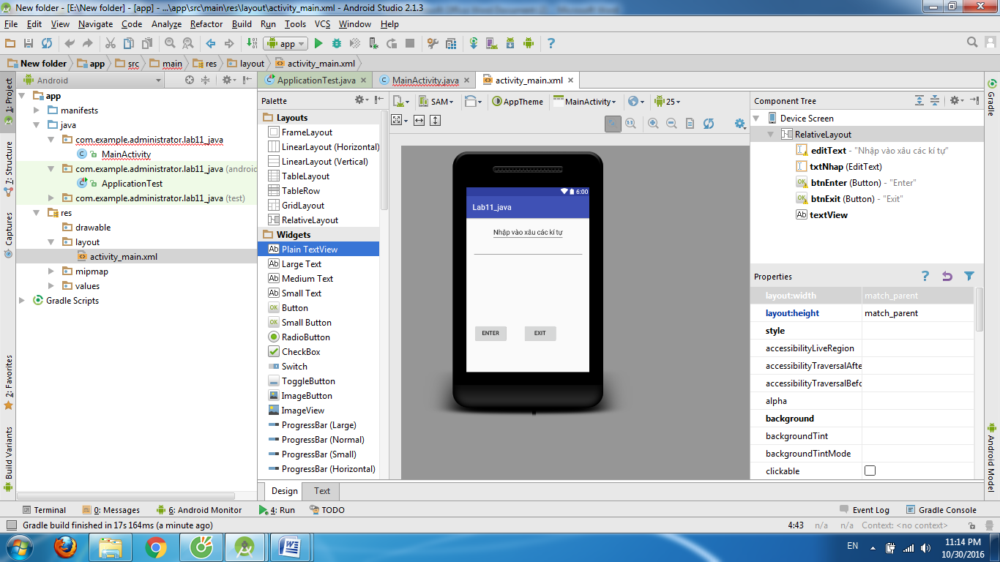 New folder - [E:\New folder] - [app] - ...\app\src\main\res\layout\activity_main.xml - Android Studio 2.1.3
File Edit View Navigate Code Analyze Refactor Build Run Tools VCS Window Help
app
New folder app src main res layout activity_main.xml
Android
ApplicationTest.java MainActivity.java activity_main.xml
1: Project
7: Structure
Captures
2: Favorites
Build Variants
app
manifests
java
com.example.administrator.lab11_java
MainActivity
com.example.administrator.lab11_java (android
ApplicationTest
com.example.administrator.lab11_java (test)
res
drawable
layout
activity_main.xml
mipmap
values
Gradle Scripts
Palette
Layouts
FrameLayout
LinearLayout (Horizontal)
LinearLayout (Vertical)
TableLayout
TableRow
GridLayout
RelativeLayout
Widgets
Plain TextView
Large Text
Medium Text
Small Text
Button
Small Button
RadioButton
CheckBox
Switch
ToggleButton
ImageButton
ImageView
ProgressBar (Large)
ProgressBar (Normal)
ProgressBar (Small)
ProgressBar (Horizontal)
SAM AppTheme MainActivity 25
6:00
Lab11_java
Nhập vào xâu các kí tự
ENTER EXIT
Component Tree
Device Screen
RelativeLayout
editText - "Nhập vào xâu các kí tự"
txtNhap (EditText)
btnEnter (Button) - "Enter"
btnExit (Button) - "Exit"
Ab textView
Properties
layout:width match_parent
layout:height match_parent
style
accessibilityLiveRegion
accessibilityTraversalAfte
accessibilityTraversalBefo
alpha
background
backgroundTint
backgroundTintMode
clickable
Gradle
Android Model
Design Text
Terminal 0: Messages 6: Android Monitor 4: Run TODO Event Log Gradle Console
Gradle build finished in 17s 164ms (a minute ago) 4:43 n/a n/a Context: <no context>
EN 11:14 PM
10/30/2016